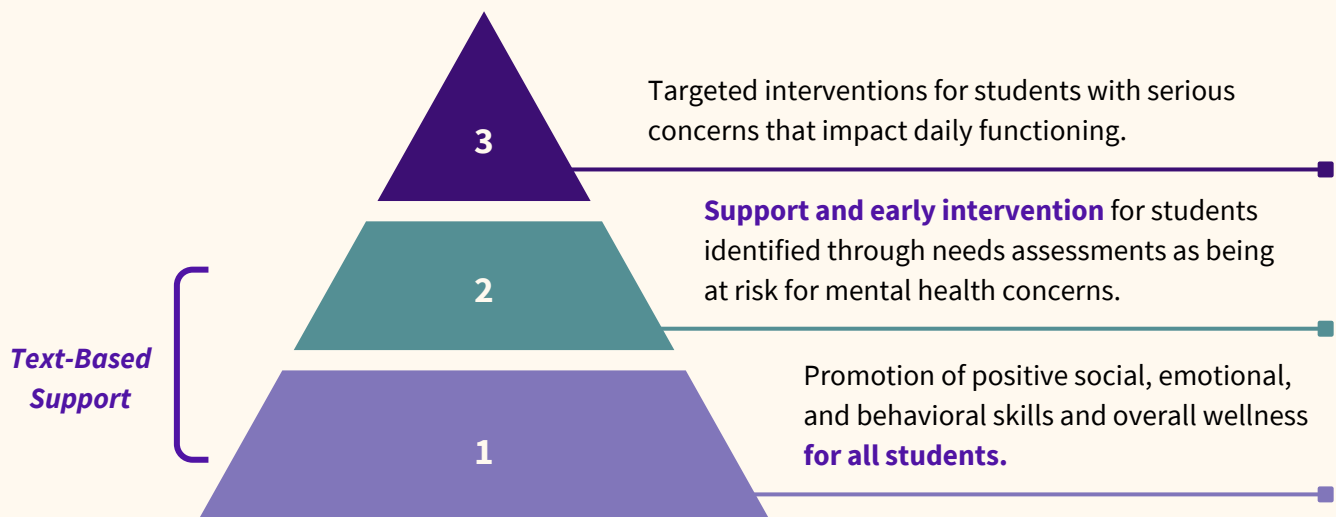 3
Targeted interventions for students with serious
concerns that impact daily functioning.
2
Support and early intervention for students
identified through needs assessments as being
at risk for mental health concerns.
Text-Based
Support
1
Promotion of positive social, emotional,
and behavioral skills and overall wellness
for all students.